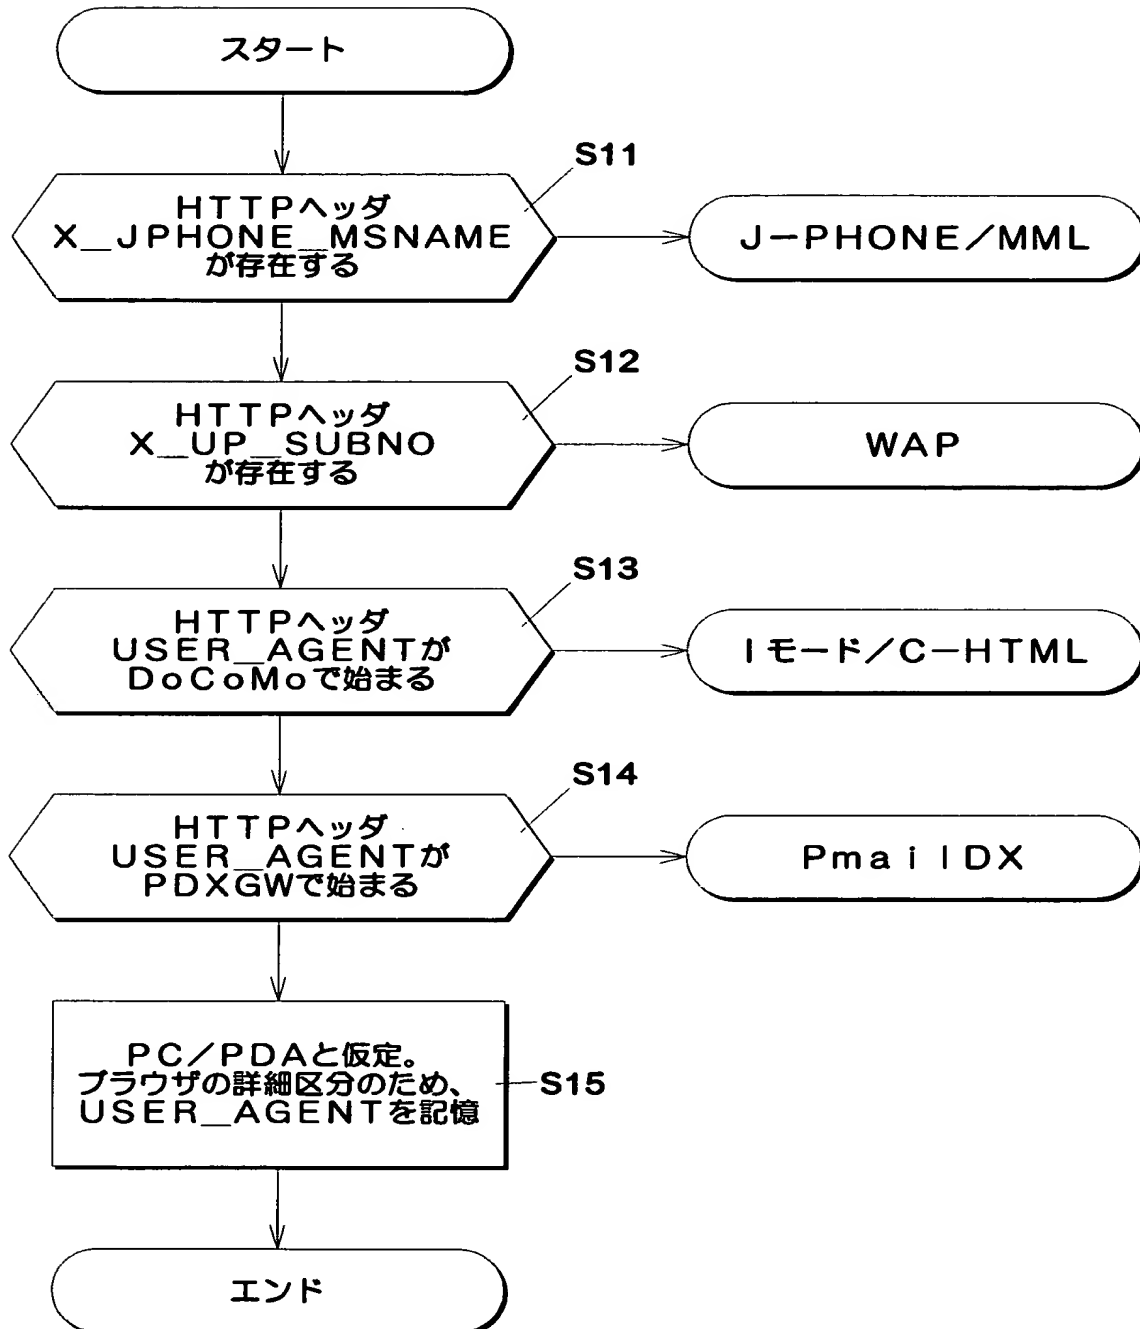 スタート
S11
HTTPヘッダ
X_JPHONE_MSNAME
が存在する
J-PHONE/MML
S12
HTTPヘッダ
X_UP_SUBNO
が存在する
WAP
S13
HTTPヘッダ
USER_AGENTが
DoCoMoで始まる
Iモード/C-HTML
S14
HTTPヘッダ
USER_AGENTが
PDXGWで始まる
PmailDX
PC/PDAと仮定。
ブラウザの詳細区分のため、
USER_AGENTを記憶
S15
エンド